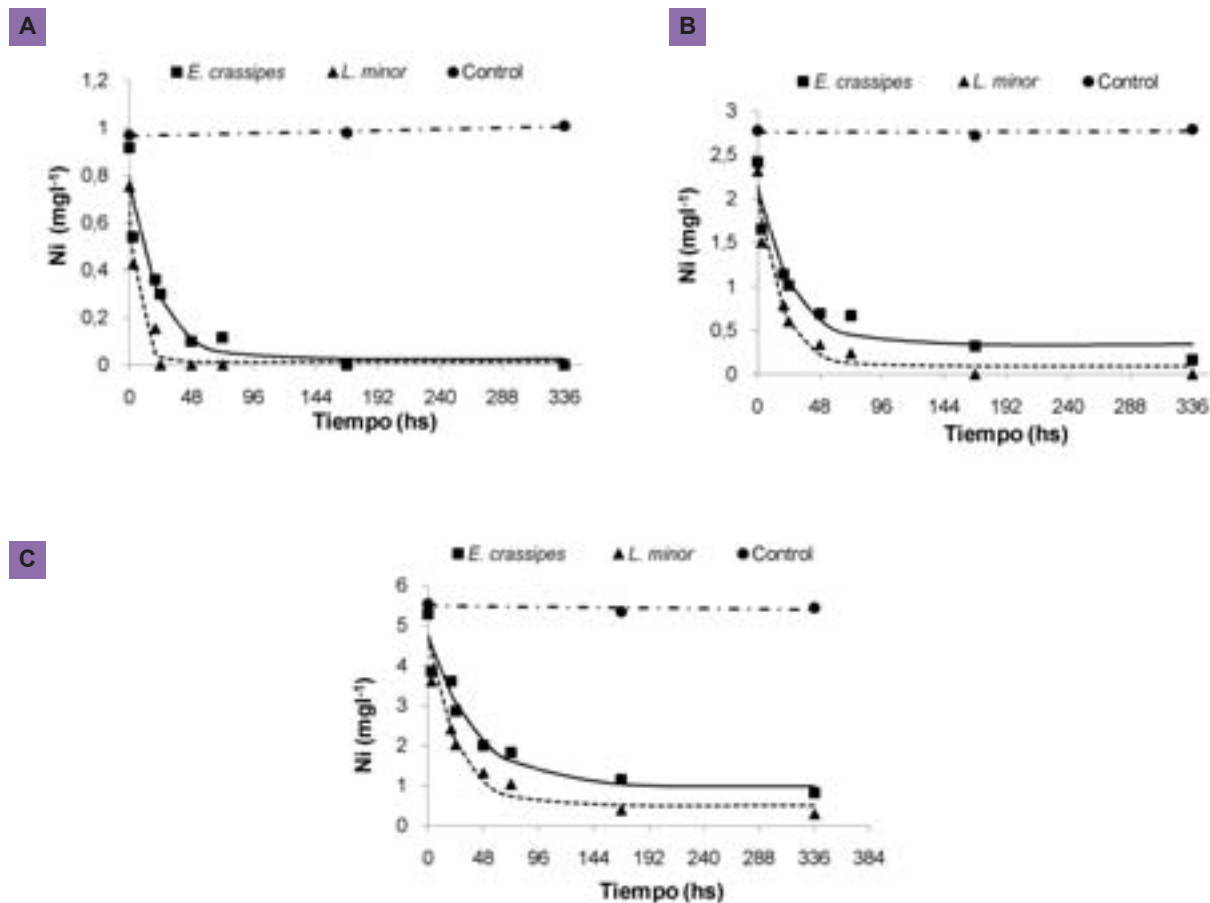 A
E. crassipes L. minor Control
1,2
1
0,8
0,6
0,4
0,2
0
Ni (mgl-1)
0 48 96 144 192 240 288 336
Tiempo (hs)
B
E. crassipes L. minor Control
3
2,5
2
1,5
1
0,5
0
Ni (mgl-1)
0 48 96 144 192 240 288 336
Tiempo (hs)
C
E. crassipes L. minor Control
6
5
4
3
2
1
0
Ni (mgl-1)
0 48 96 144 192 240 288 336 384
Tiempo (hs)